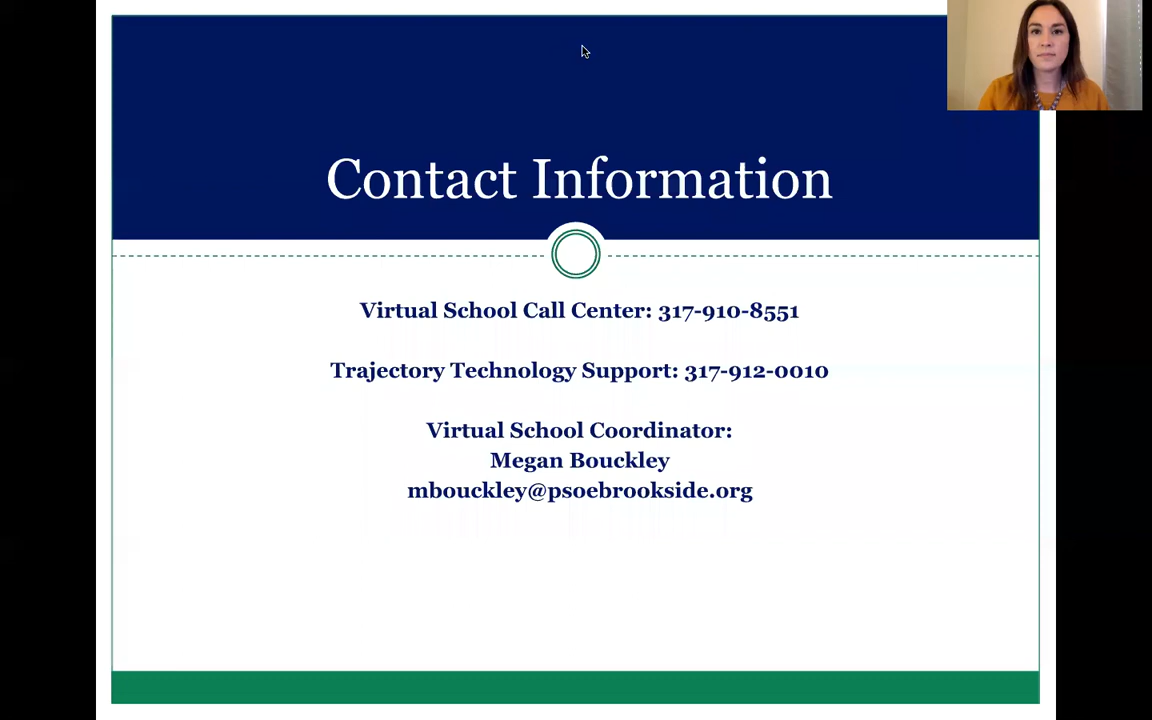 Contact Information
Virtual School Call Center: 317-910-8551
Trajectory Technology Support: 317-912-0010
Virtual School Coordinator:
Megan Bouckley
mbouckley@psoebrookside.org